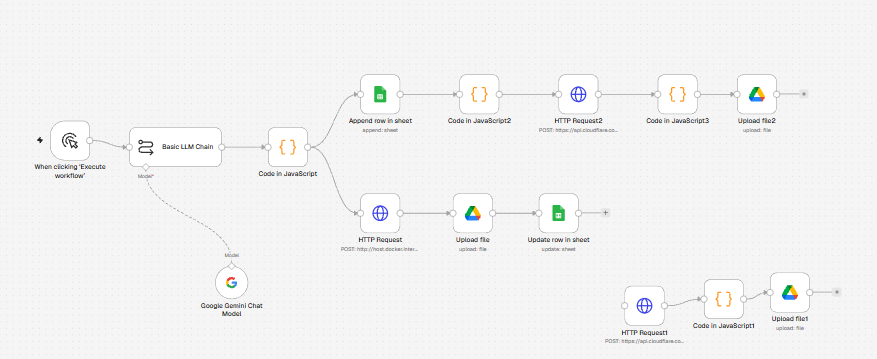 Append row in sheet
append: sheet
Code in JavaScript2
HTTP Request2
POST: https://api.cloudflare.co...
Code in JavaScript3
Upload file2
upload: file
When clicking ‘Execute
workflow’
Basic LLM Chain
Model*
Code in JavaScript
HTTP Request
POST: http://host.docker.inter...
Upload file
upload: file
Update row in sheet
update: sheet
Model
Google Gemini Chat
Model
HTTP Request1
POST: https://api.cloudflare.co...
Code in JavaScript1
Upload file1
upload: file